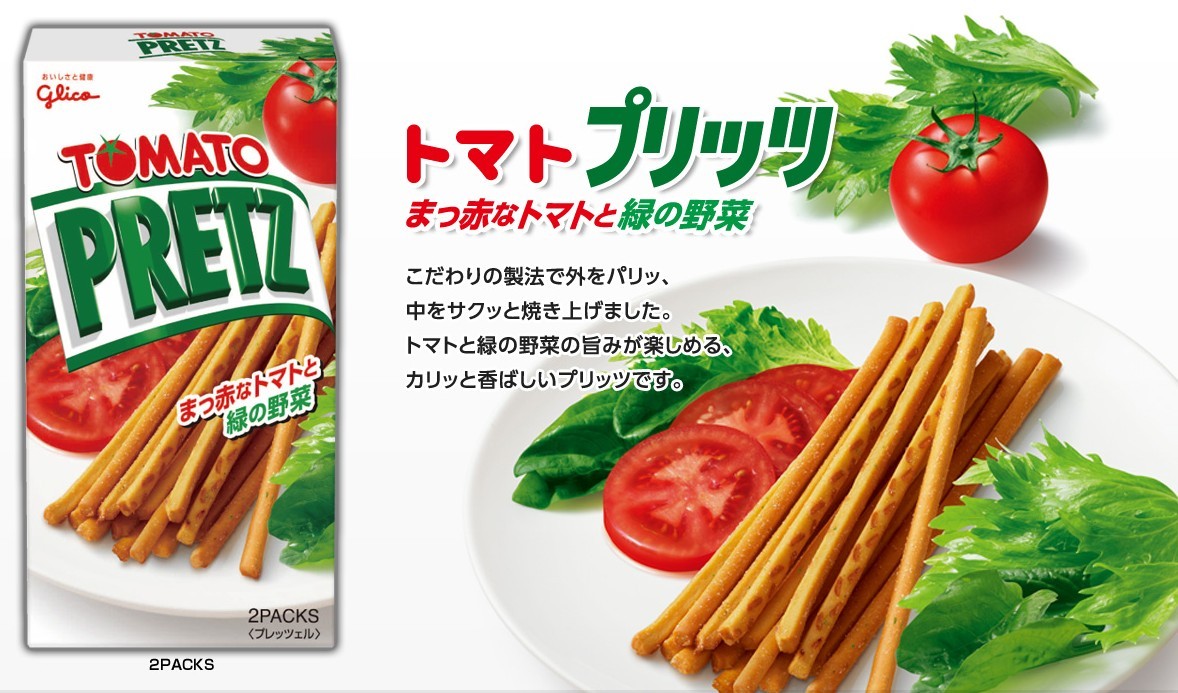 TOMATO
PRETZ
おいしさと健康
glico
TOMATO
PRETZ
まっ赤なトマトと
緑の野菜
2PACKS
〈プレッツェル〉
2PACKS
トマトプリッツ
まっ赤なトマトと緑の野菜
こだわりの製法で外をパリッ、
中をサクッと焼き上げました。
トマトと緑の野菜の旨みが楽しめる、
カリッと香ばしいプリッツです。